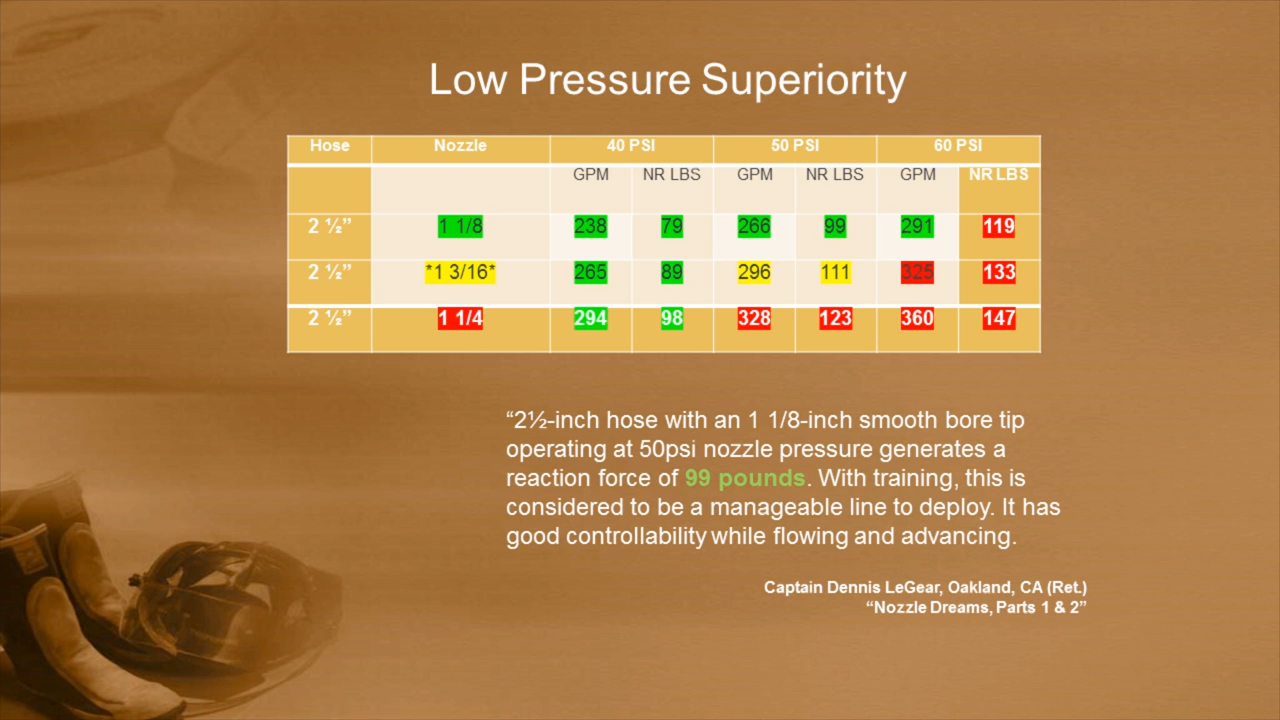 Low Pressure Superiority
Hose Nozzle 40 PSI 50 PSI 60 PSI
GPM NR LBS GPM NR LBS GPM NR LBS
2 ½” 1 1/8 238 79 266 99 291 119
2 ½” *1 3/16* 265 89 296 111 325 133
2 ½” 1 1/4 294 98 328 123 360 147
“2½-inch hose with an 1 1/8-inch smooth bore tip
operating at 50psi nozzle pressure generates a
reaction force of 99 pounds. With training, this is
considered to be a manageable line to deploy. It has
good controllability while flowing and advancing.
Captain Dennis LeGear, Oakland, CA (Ret.)
“Nozzle Dreams, Parts 1 & 2”